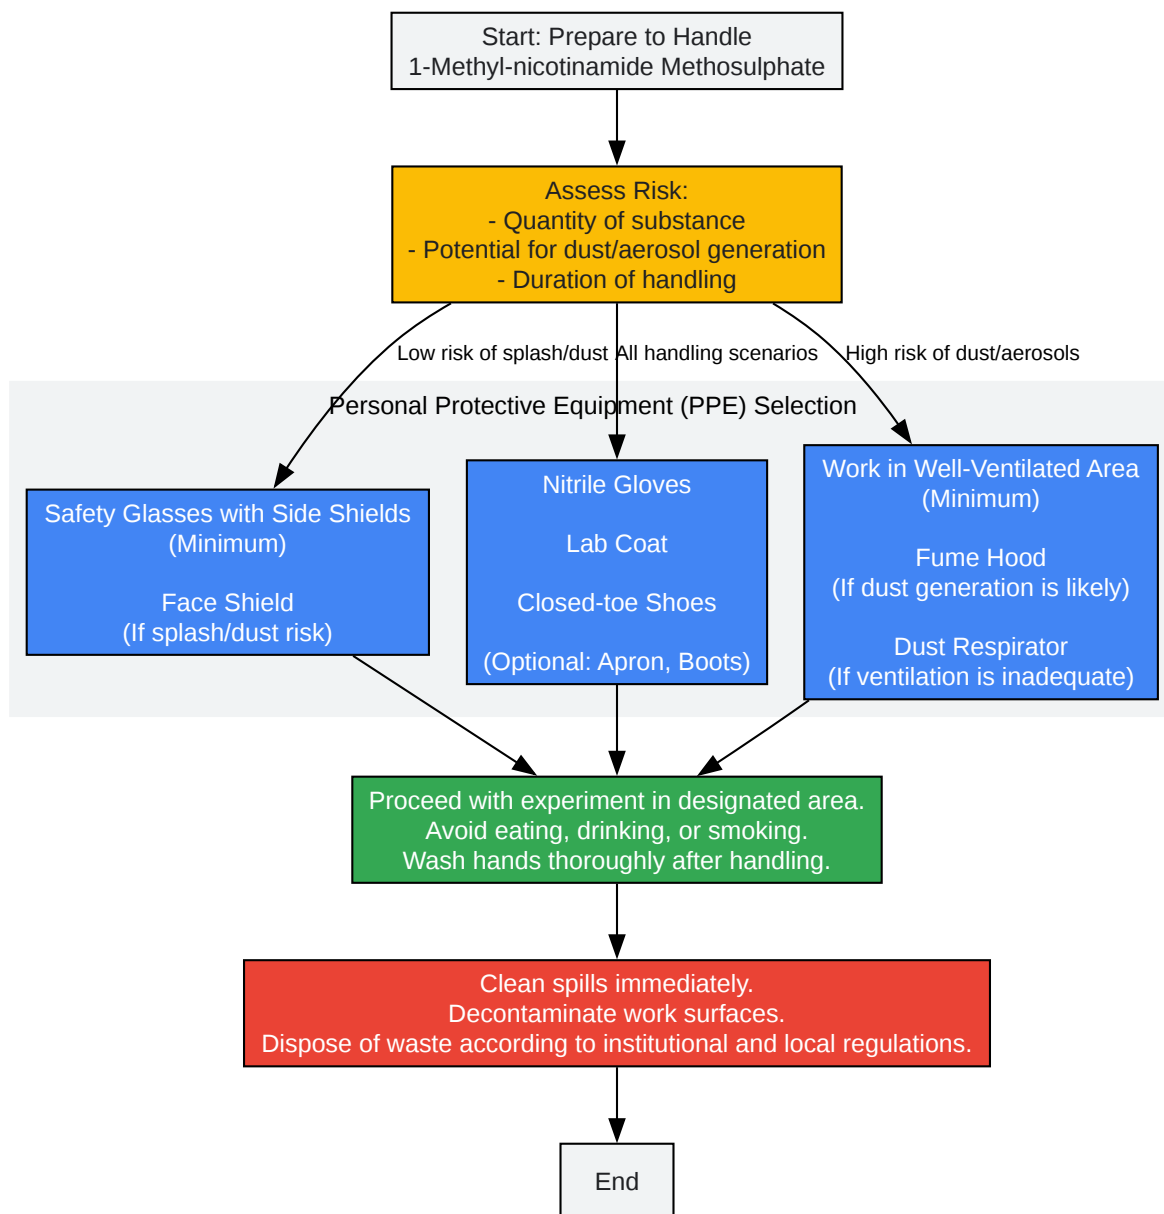 Start: Prepare to Handle
1-Methyl-nicotinamide Methosulphate
Assess Risk:
- Quantity of substance
- Potential for dust/aerosol generation
- Duration of handling
Low risk of splash/dust
All handling scenarios
High risk of dust/aerosols
Personal Protective Equipment (PPE) Selection
Safety Glasses with Side Shields
(Minimum)
Face Shield
(If splash/dust risk)
Nitrile Gloves
Lab Coat
Closed-toe Shoes
(Optional: Apron, Boots)
Work in Well-Ventilated Area
(Minimum)
Fume Hood
(If dust generation is likely)
Dust Respirator
(If ventilation is inadequate)
Proceed with experiment in designated area.
Avoid eating, drinking, or smoking.
Wash hands thoroughly after handling.
Clean spills immediately.
Decontaminate work surfaces.
Dispose of waste according to institutional and local regulations.
End